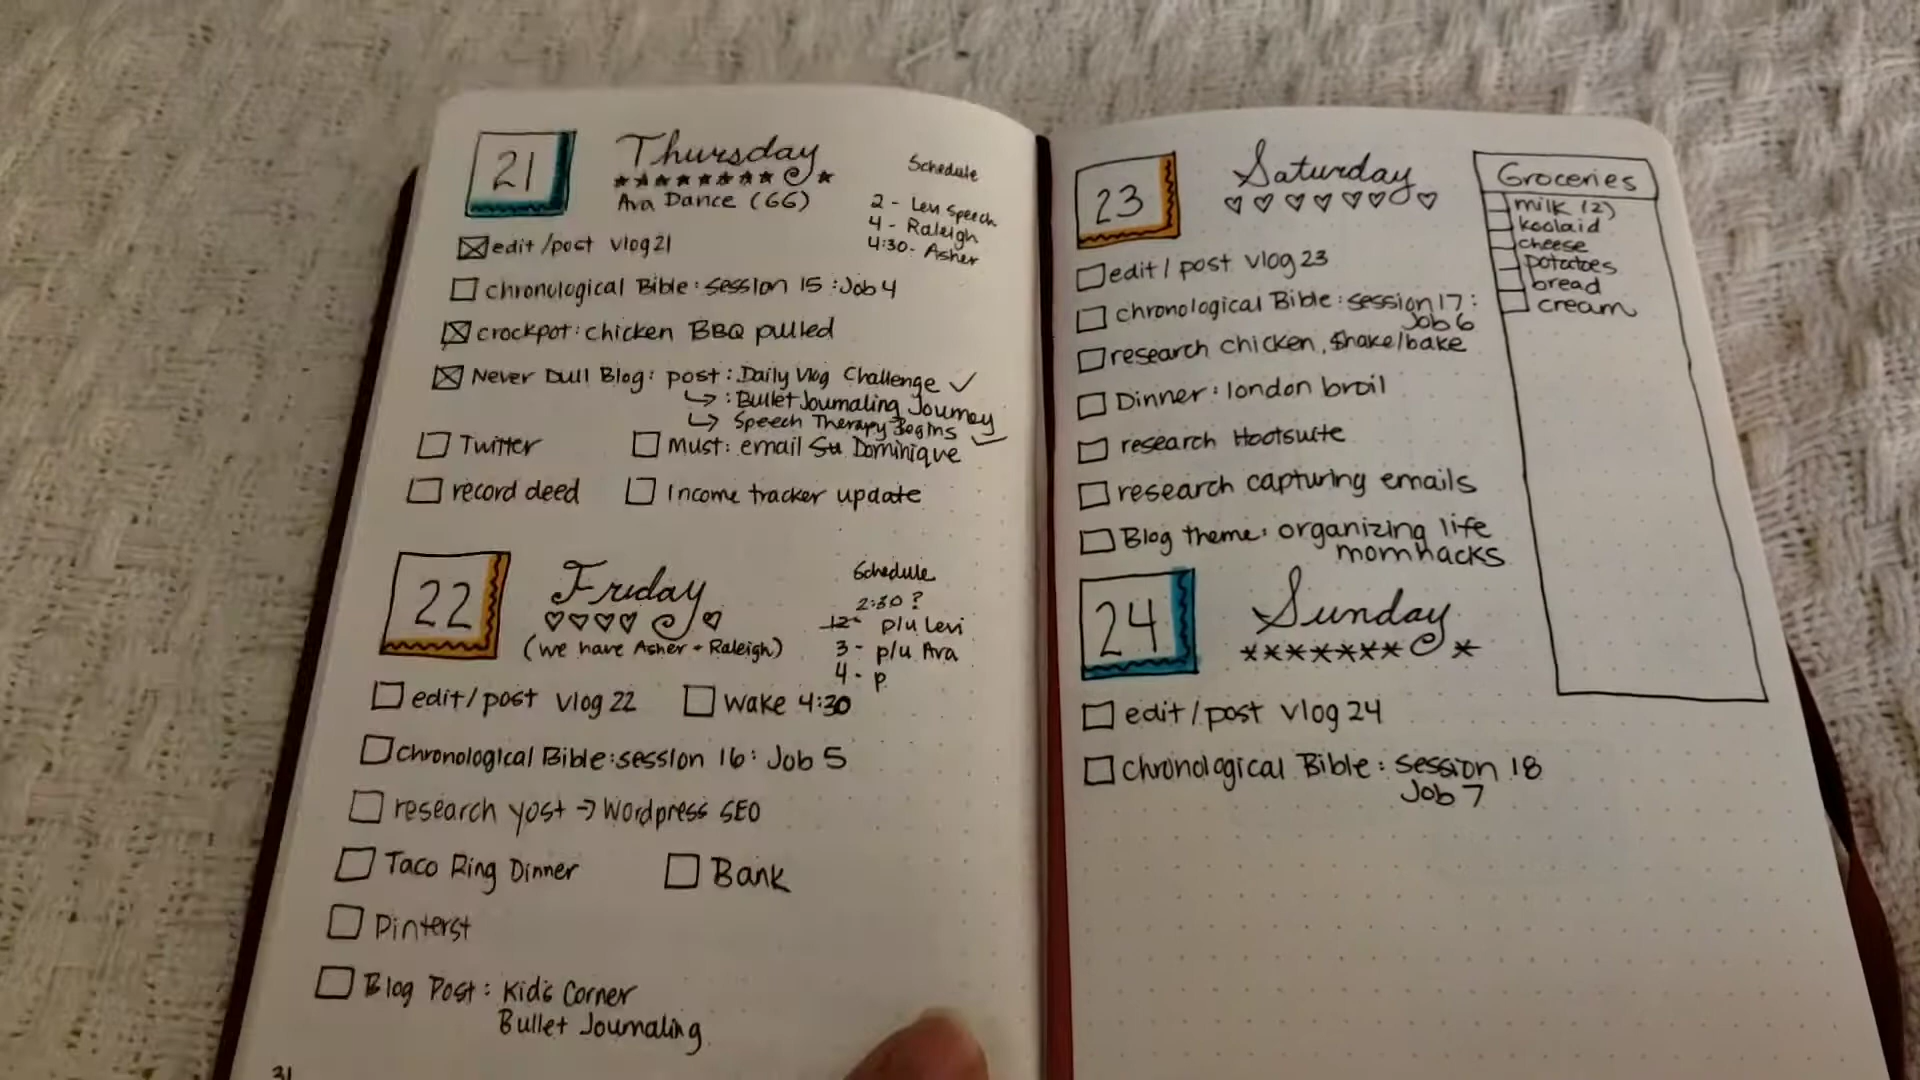 21
Thursday
Ava Dance (GG)
Schedule
2 - Levi Speech
4 - Raleigh
4:30 - Asher
edit/post vlog 21
chronological Bible: session 15: Job 4
crockpot: chicken BBQ pulled
Never Dull Blog: post: Daily Vlog Challenge ✓
↳ : Bullet Journaling Journey
↳ Speech Therapy Begins ✓
Twitter
Must: email Dominique
record deed
Income tracker update
22
Friday
(we have Asher + Raleigh)
Schedule
2:30?
12- p/u Levi
3 - p/u Ava
4 - p
edit/post vlog 22
Wake 4:30
Chronological Bible: session 16: Job 5
research yost → Wordpress SEO
Taco Ring Dinner
Bank
Pinterst
Blog Post: Kid's Corner
Bullet Journaling
31
23
Saturday
edit/post vlog 23
chronological Bible: session 17:
Job 6
research chicken, shake/bake
Dinner: london broil
research Hootsuite
research capturing emails
Blog theme: organizing life
momhacks
Groceries
milk (2)
koolaid
cheese
potatoes
bread
cream
24
Sunday
edit/post vlog 24
chronological Bible: session 18
Job 7